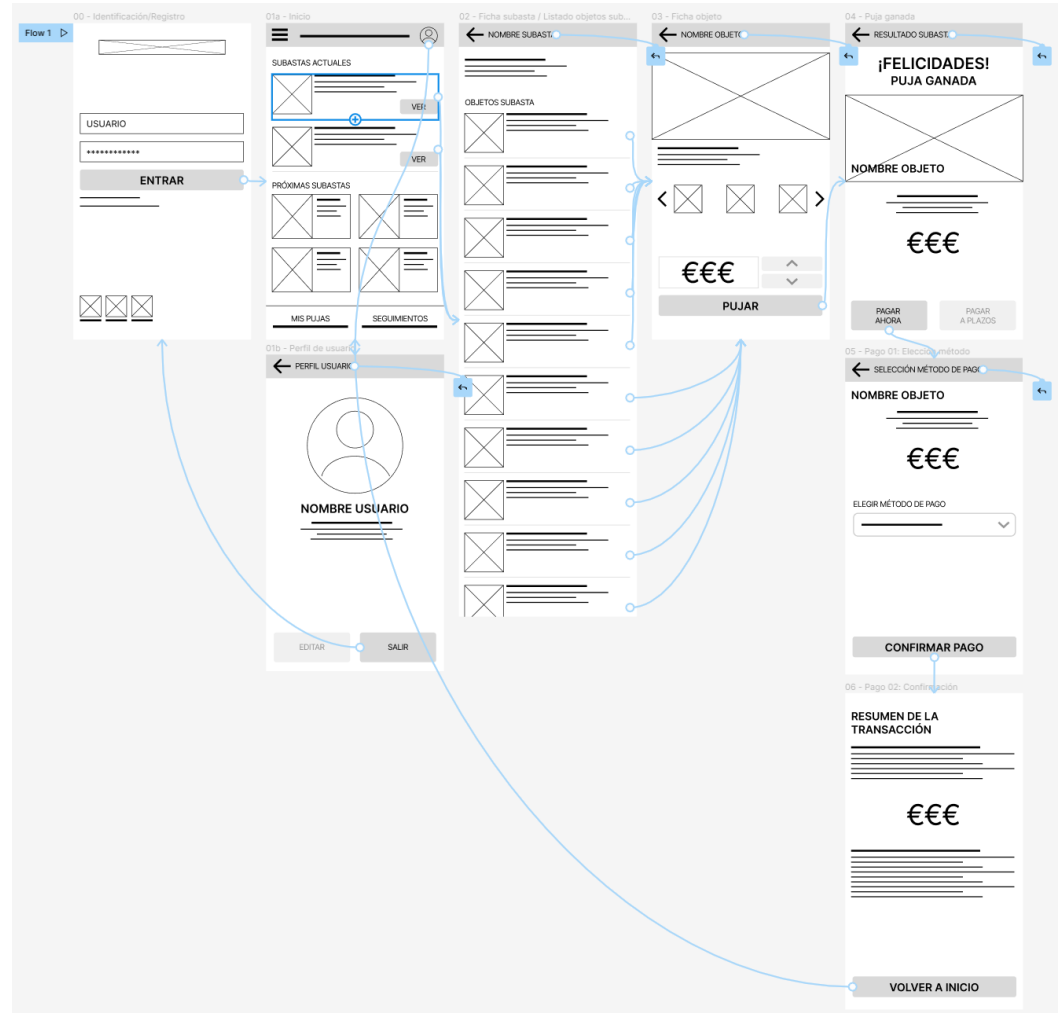 Flow 1
00 - Identificación/Registro
USUARIO
************
ENTRAR
01a - Inicio
SUBASTAS ACTUALES
VER
VER
PRÓXIMAS SUBASTAS
MIS PUJAS
SEGUIMIENTOS
01b - Perfil de usuario
PERFIL USUARIO
NOMBRE USUARIO
EDITAR
SALIR
02 - Ficha subasta / Listado objetos sub...
NOMBRE SUBASTA
OBJETOS SUBASTA
03 - Ficha objeto
NOMBRE OBJETO
€€€
PUJAR
04 - Puja ganada
RESULTADO SUBASTA
¡FELICIDADES!
PUJA GANADA
NOMBRE OBJETO
€€€
PAGAR
AHORA
PAGAR
A PLAZOS
05 - Pago 01: Elección método
SELECCIÓN MÉTODO DE PAGO
NOMBRE OBJETO
€€€
ELEGIR MÉTODO DE PAGO
CONFIRMAR PAGO
06 - Pago 02: Confirmación
RESUMEN DE LA
TRANSACCIÓN
€€€
VOLVER A INICIO